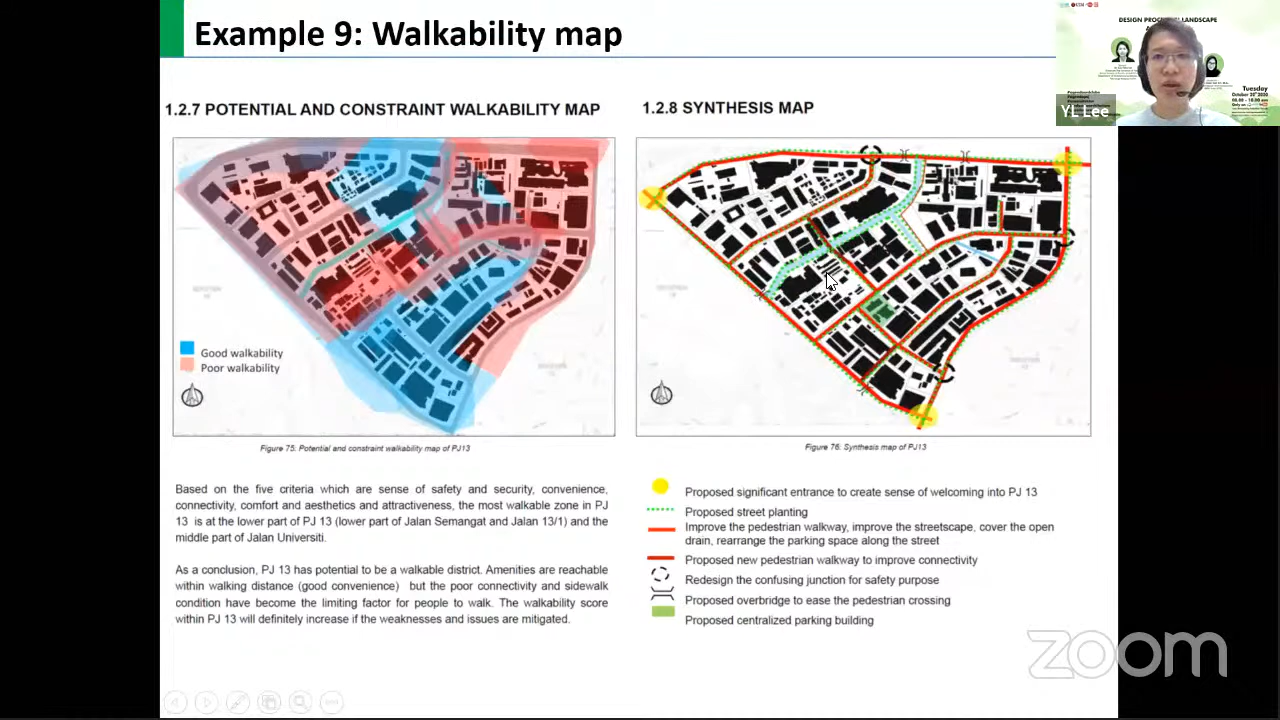 Example 9: Walkability map
DESIGN PROCESS
LANDSCAPE
Tuesday
October 20th 2020
YL Lee
1.2.7 POTENTIAL AND CONSTRAINT WALKABILITY MAP
1.2.8 SYNTHESIS MAP
Good walkability
Poor walkability
Figure 75: Potential and constraint walkability map of PJ13
Figure 76: Synthesis map of PJ13
Based on the five criteria which are sense of safety and security, convenience,
connectivity, comfort and aesthetics and attractiveness, the most walkable zone in PJ
13 is at the lower part of PJ 13 (lower part of Jalan Semangat and Jalan 13/1) and the
middle part of Jalan Universiti.
As a conclusion, PJ 13 has potential to be a walkable district. Amenities are reachable
within walking distance (good convenience) but the poor connectivity and sidewalk
condition have become the limiting factor for people to walk. The walkability score
within PJ 13 will definitely increase if the weaknesses and issues are mitigated.
Proposed significant entrance to create sense of welcoming into PJ 13
Proposed street planting
Improve the pedestrian walkway, improve the streetscape, cover the open
drain, rearrange the parking space along the street
Proposed new pedestrian walkway to improve connectivity
Redesign the confusing junction for safety purpose
Proposed overbridge to ease the pedestrian crossing
Proposed centralized parking building
zoom